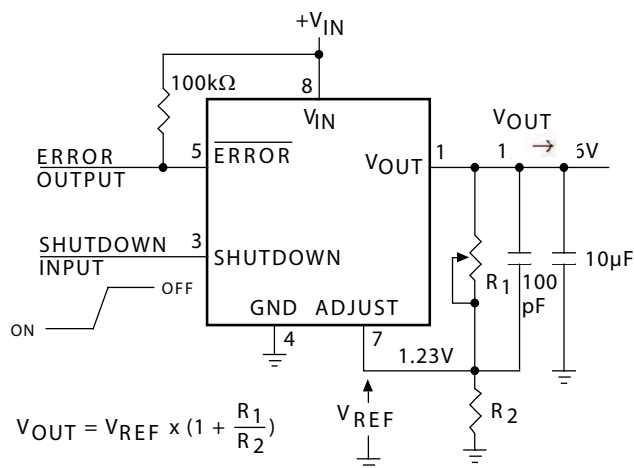 +VIN
100kΩ
8
VIN
ERROR
OUTPUT
5
ERROR
VOUT
1
VOUT
1 → 6V
SHUTDOWN
INPUT
3
SHUTDOWN
R1
100
pF
10µF
OFF
ON
GND
ADJUST
4
7
1.23V
VREF
R2
VOUT = VREF x (1 + R1/R2)